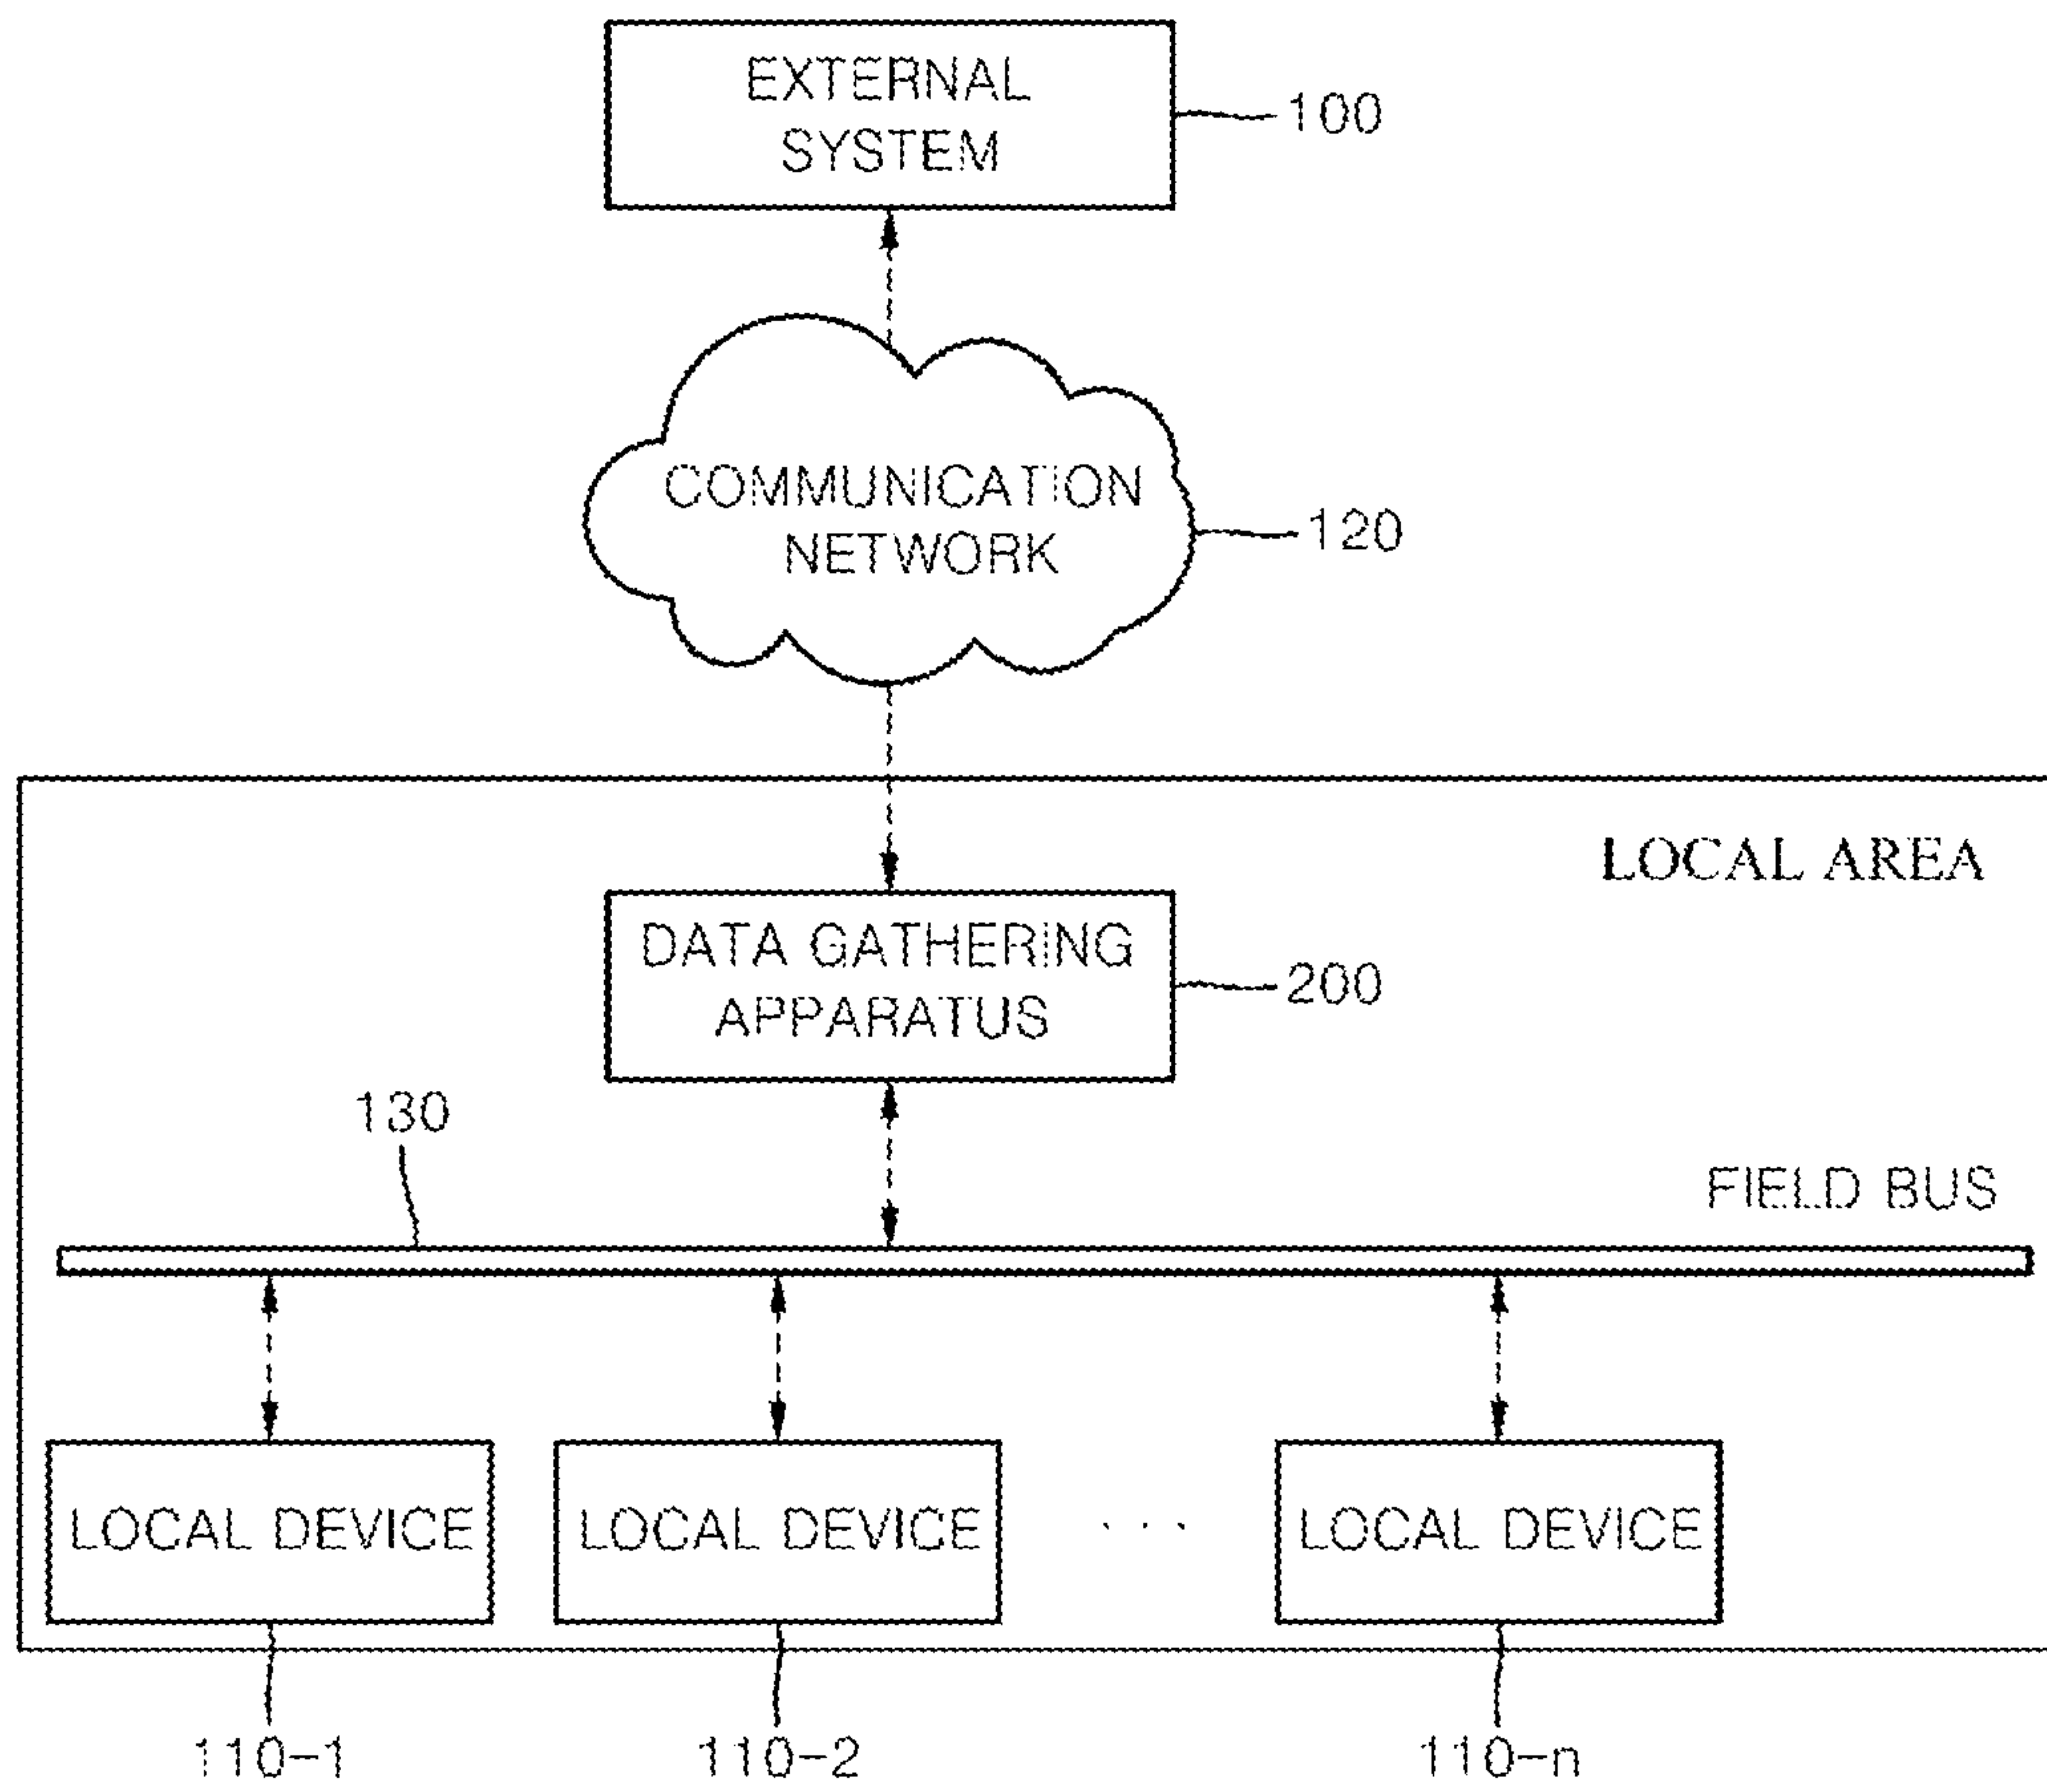 EXTERNAL
SYSTEM
100
COMMUNICATION
NETWORK
120
LOCAL AREA
DATA GATHERING
APPARATUS
200
130
FIELD BUS
LOCAL DEVICE
LOCAL DEVICE
. . .
LOCAL DEVICE
110-1
110-2
110-n